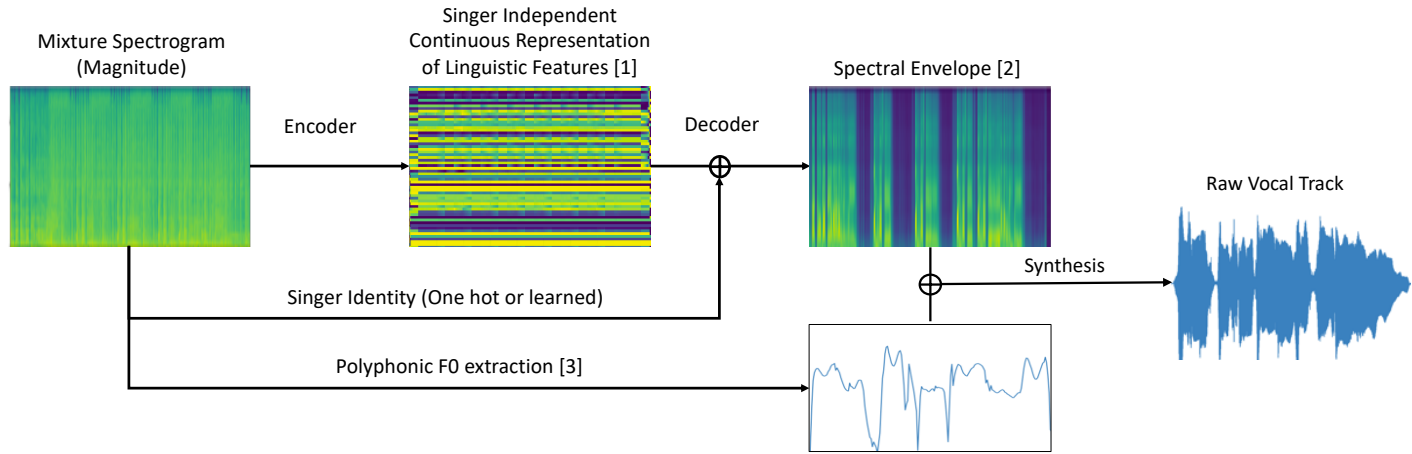 Mixture Spectrogram
(Magnitude)
Encoder
Singer Independent
Continuous Representation
of Linguistic Features [1]
Decoder
Spectral Envelope [2]
Raw Vocal Track
Synthesis
Singer Identity (One hot or learned)
Polyphonic F0 extraction [3]